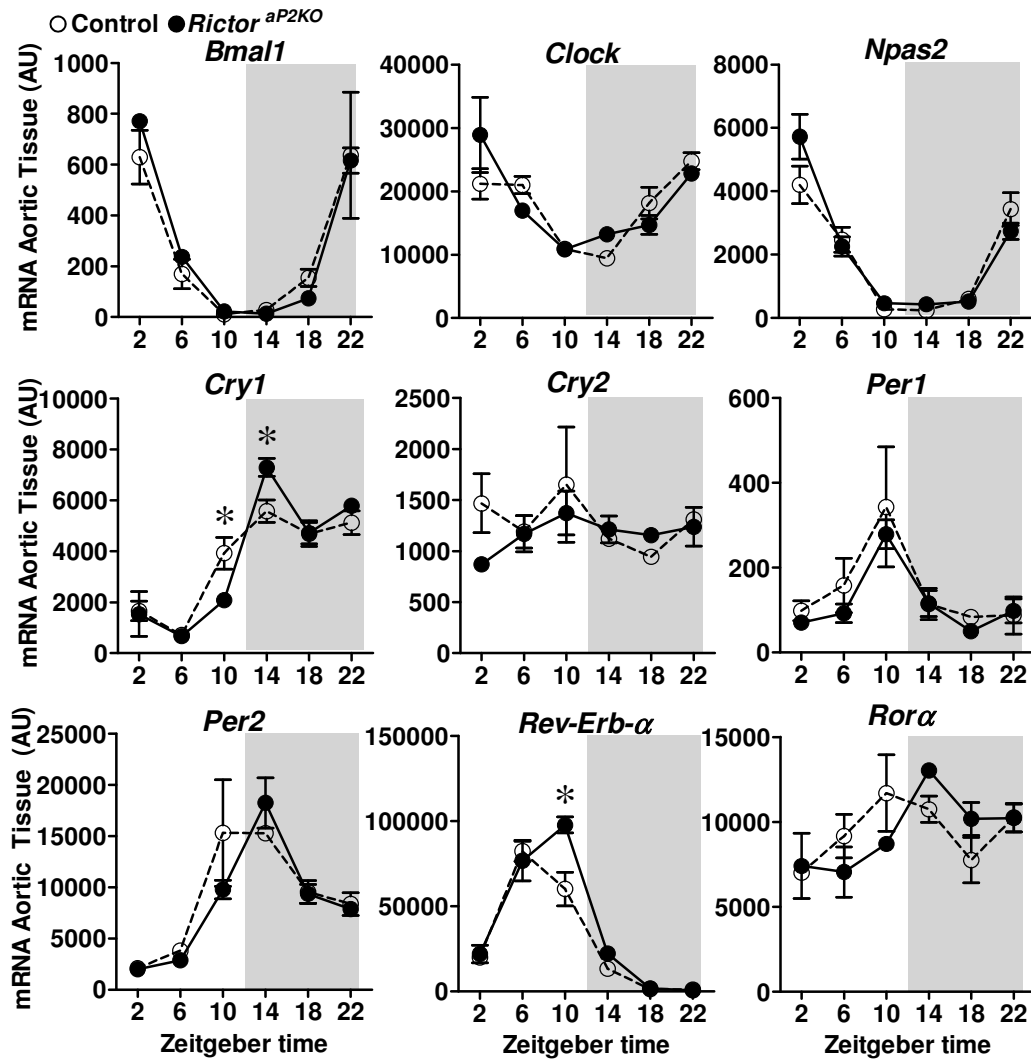 ○ Control ● Rictor aP2KO
Bmal1
Clock
Npas2
mRNA Aortic Tissue (AU)
1000
800
600
400
200
0
2 6 10 14 18 22
40000
30000
20000
10000
0
2 6 10 14 18 22
8000
6000
4000
2000
0
2 6 10 14 18 22
Cry1
Cry2
Per1
mRNA Aortic Tissue (AU)
10000
8000
6000
4000
2000
0
* *
2 6 10 14 18 22
2500
2000
1500
1000
500
0
2 6 10 14 18 22
600
400
200
0
2 6 10 14 18 22
Per2
Rev-Erb-α
Rorα
mRNA Aortic Tissue (AU)
25000
20000
15000
10000
5000
0
2 6 10 14 18 22
Zeitgeber time
150000
100000
50000
0
*
2 6 10 14 18 22
Zeitgeber time
15000
10000
5000
0
2 6 10 14 18 22
Zeitgeber time